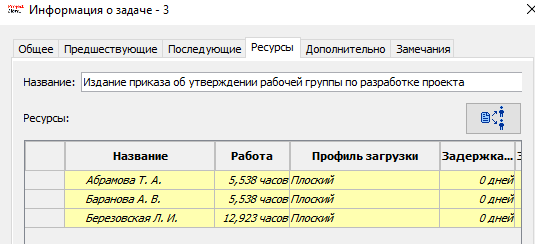 Информация о задаче - 3
Общее Предшествующие Последующие Ресурсы Дополнительно Замечания
Название: Издание приказа об утверждении рабочей группы по разработке проекта
Ресурсы:
Название Работа Профиль загрузки Задержка...
Абрамова Т. А. 5,538 часов Плоский 0 дней
Баранова А. В. 5,538 часов Плоский 0 дней
Березовская Л. И. 12,923 часов Плоский 0 дней